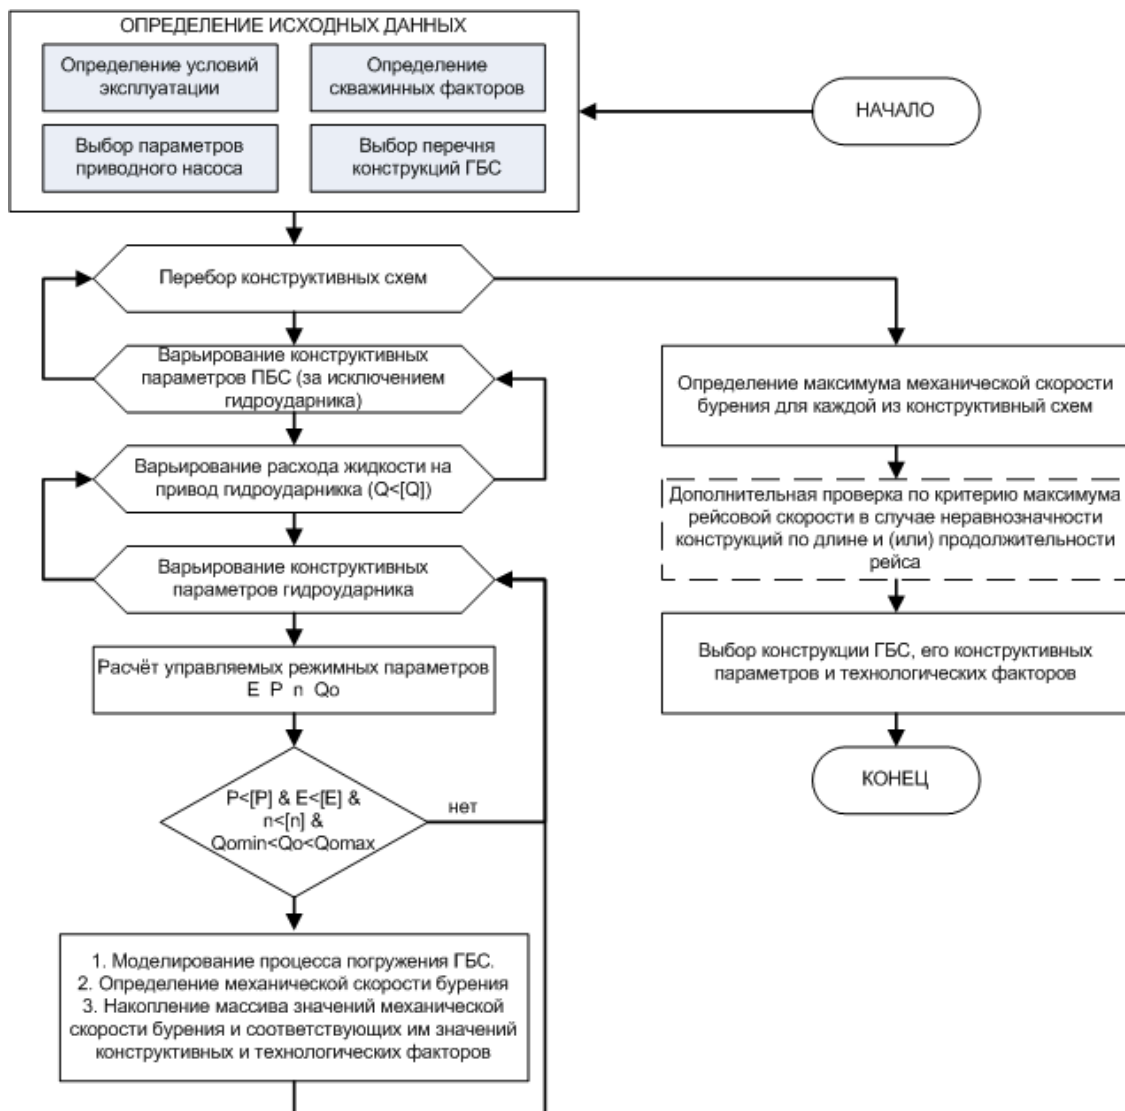 ОПРЕДЕЛЕНИЕ ИСХОДНЫХ ДАННЫХ
Определение условий
эксплуатации
Определение
скважинных факторов
Выбор параметров
приводного насоса
Выбор перечня
конструкций ГБС
НАЧАЛО
Перебор конструктивных схем
Варьирование конструктивных
параметров ПБС (за исключением
гидроударника)
Варьирование расхода жидкости на
привод гидроударникка (Q<[Q])
Варьирование конструктивных
параметров гидроударника
Расчёт управляемых режимных параметров
E P n Qo
P<[P] & E<[E] &
n<[n] &
Qomin<Qo<Qomax
нет
1. Моделирование процесса погружения ГБС.
2. Определение механической скорости бурения
3. Накопление массива значений механической
скорости бурения и соответствующих им значений
конструктивных и технологических факторов
Определение максимума механической скорости
бурения для каждой из конструктивный схем
Дополнительная проверка по критерию максимума
рейсовой скорости в случае неравнозначности
конструкций по длине и (или) продолжительности
рейса
Выбор конструкции ГБС, его конструктивных
параметров и технологических факторов
КОНЕЦ